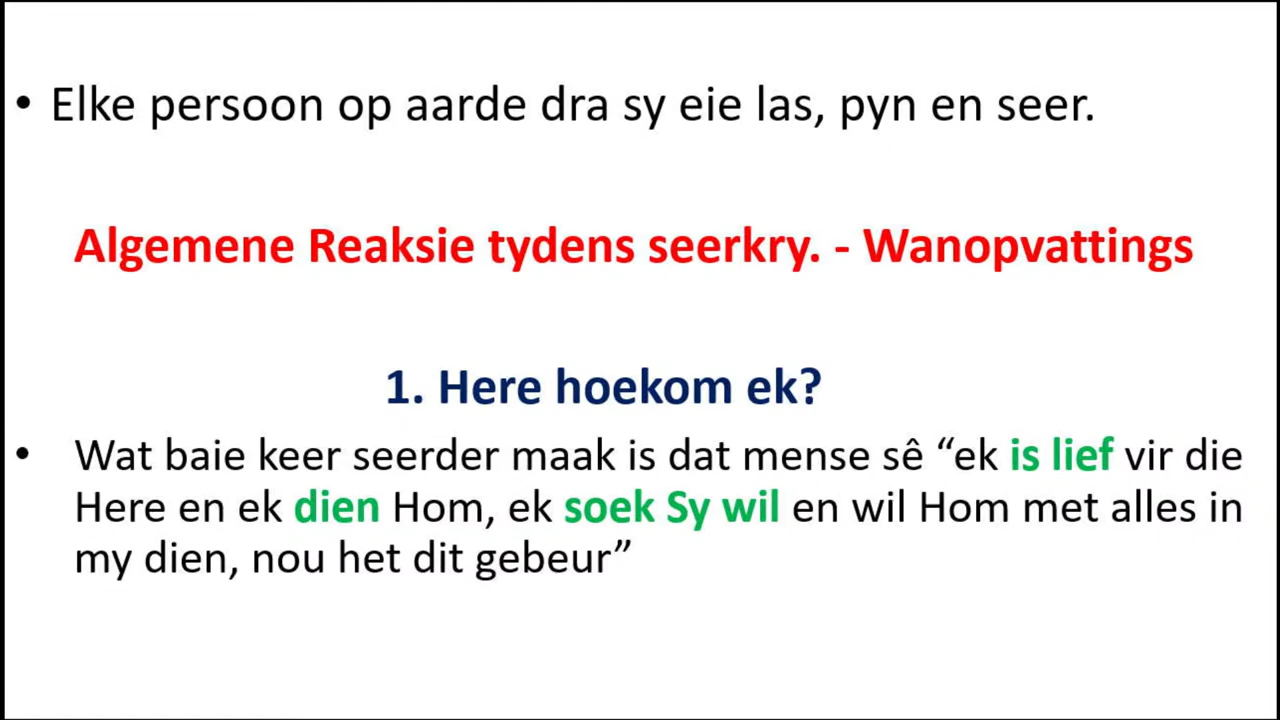 • Elke persoon op aarde dra sy eie las, pyn en seer.
Algemene Reaksie tydens seerkry. - Wanopvattings
1. Here hoekom ek?
• Wat baie keer seerder maak is dat mense sê “ek is lief vir die
Here en ek dien Hom, ek soek Sy wil en wil Hom met alles in
my dien, nou het dit gebeur”